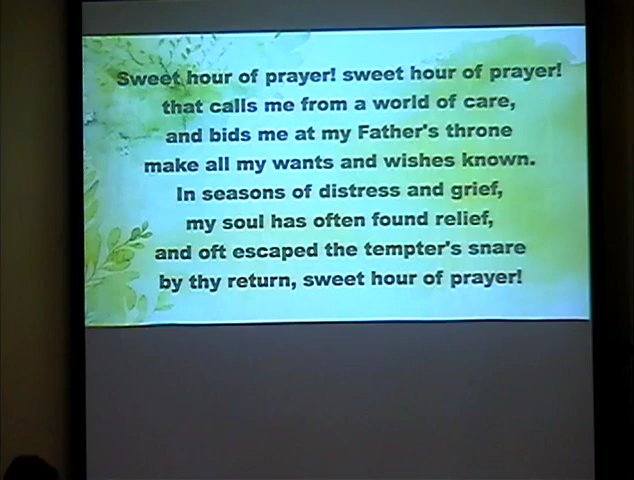 Sweet hour of prayer! sweet hour of prayer!
that calls me from a world of care,
and bids me at my Father's throne
make all my wants and wishes known.
In seasons of distress and grief,
my soul has often found relief,
and oft escaped the tempter's snare
by thy return, sweet hour of prayer!